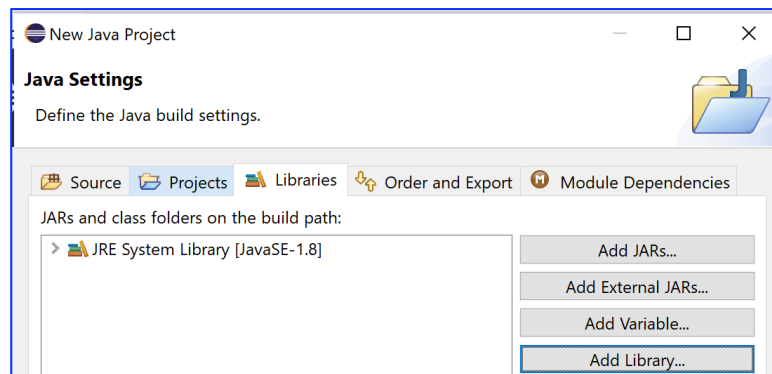 New Java Project
Java Settings
Define the Java build settings.
Source Projects Libraries Order and Export Module Dependencies
JARs and class folders on the build path:
JRE System Library [JavaSE-1.8]
Add JARs...
Add External JARs...
Add Variable...
Add Library...